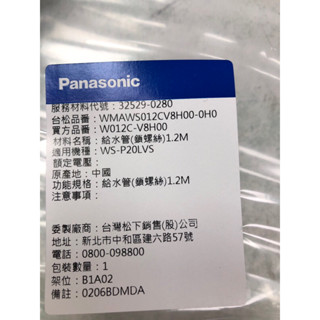 Panasonic
服務材料代號：32529-0280
台松品番：WMAWS012CV8H00-0H0
買方品番：W012C-V8H00
材料名稱：給水管(鎖螺絲)1.2M
適用機種：WS-P20LVS
額定電壓：
原產地：中國
功能規格：給水管(鎖螺絲)1.2M
注意事項：
委製廠商：台灣松下銷售(股)公司
地址：新北市中和區建六路57號
電話：0800-098800
包裝數量：1
架位：B1A02
備註：0206BDMDA